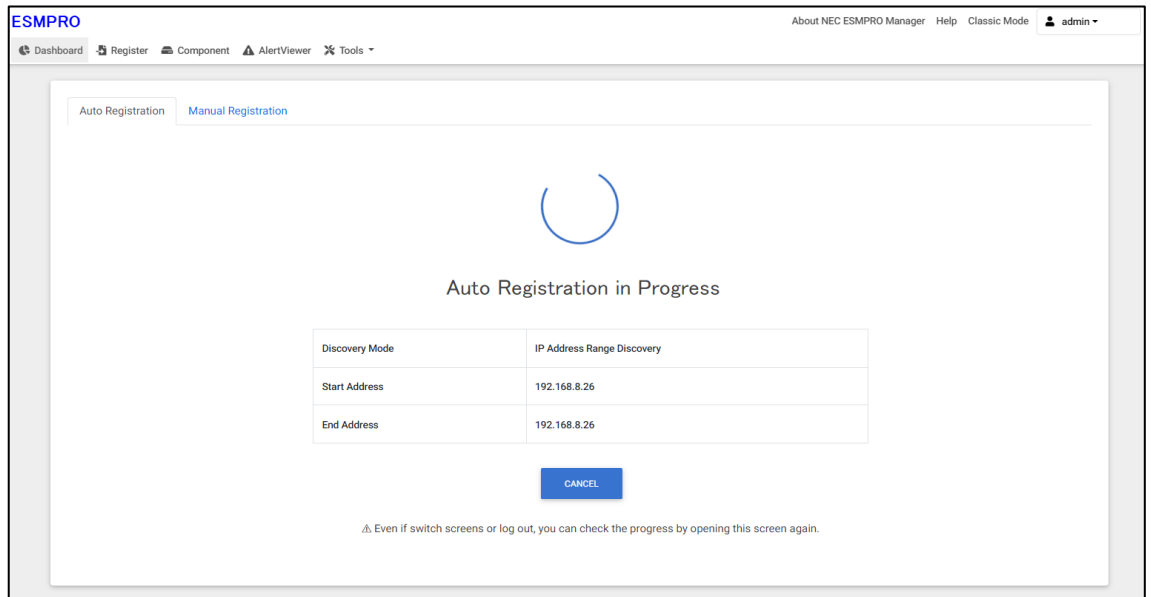 ESMPRO
About NEC ESMPRO Manager Help Classic Mode admin
Dashboard Register Component AlertViewer Tools
Auto Registration Manual Registration
Auto Registration in Progress
Discovery Mode IP Address Range Discovery
Start Address 192.168.8.26
End Address 192.168.8.26
CANCEL
Even if switch screens or log out, you can check the progress by opening this screen again.